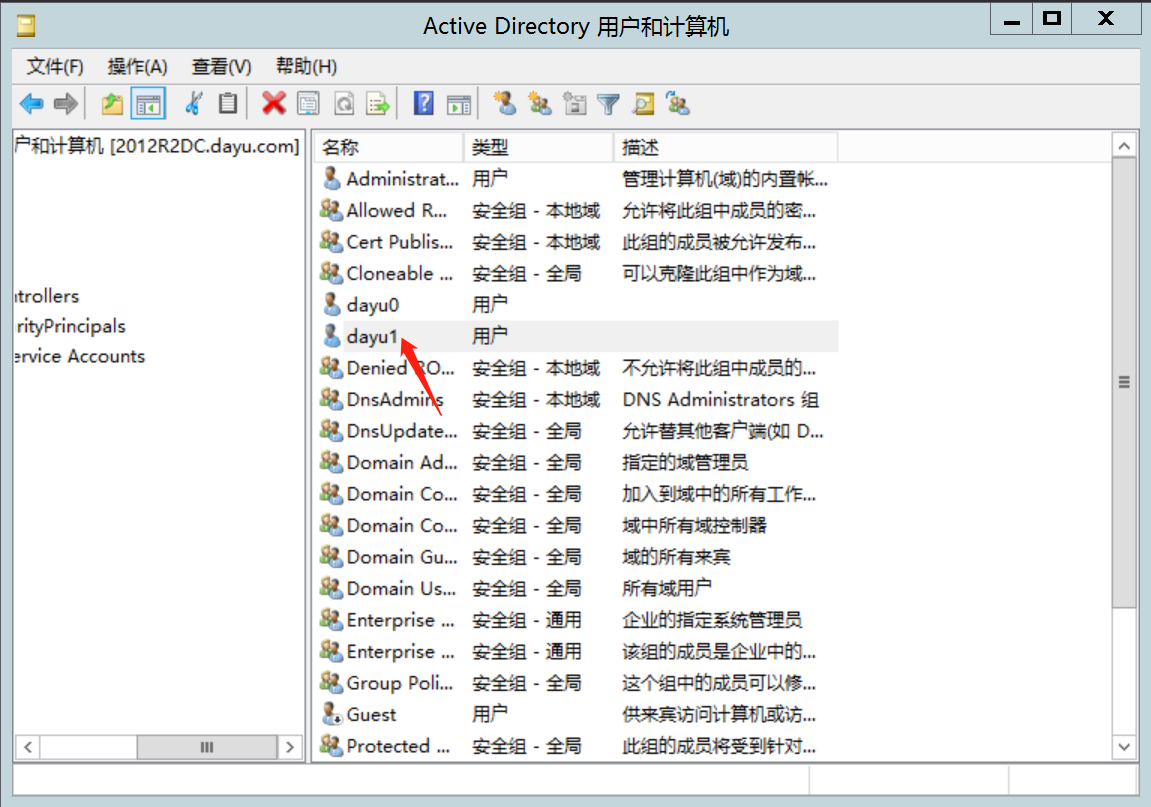 Active Directory 用户和计算机
文件(F) 操作(A) 查看(V) 帮助(H)
户和计算机 [2012R2DC.dayu.com]
ntrollers
rityPrincipals
ervice Accounts
名称 类型 描述
Administrat... 用户 管理计算机(域)的内置帐...
Allowed R... 安全组 - 本地域 允许将此组中成员的密...
Cert Publis... 安全组 - 本地域 此组的成员被允许发布...
Cloneable ... 安全组 - 全局 可以克隆此组中作为域...
dayu0 用户
dayu1 用户
Denied RO... 安全组 - 本地域 不允许将此组中成员的...
DnsAdmins 安全组 - 本地域 DNS Administrators 组
DnsUpdate... 安全组 - 全局 允许替其他客户端(如 D...
Domain Ad... 安全组 - 全局 指定的域管理员
Domain Co... 安全组 - 全局 加入到域中的所有工作...
Domain Co... 安全组 - 全局 域中所有域控制器
Domain Gu... 安全组 - 全局 域的所有来宾
Domain Us... 安全组 - 全局 所有域用户
Enterprise ... 安全组 - 通用 企业的指定系统管理员
Enterprise ... 安全组 - 通用 该组的成员是企业中的...
Group Poli... 安全组 - 全局 这个组中的成员可以修...
Guest 用户 供来宾访问计算机或访...
Protected ... 安全组 - 全局 此组的成员将受到针对...